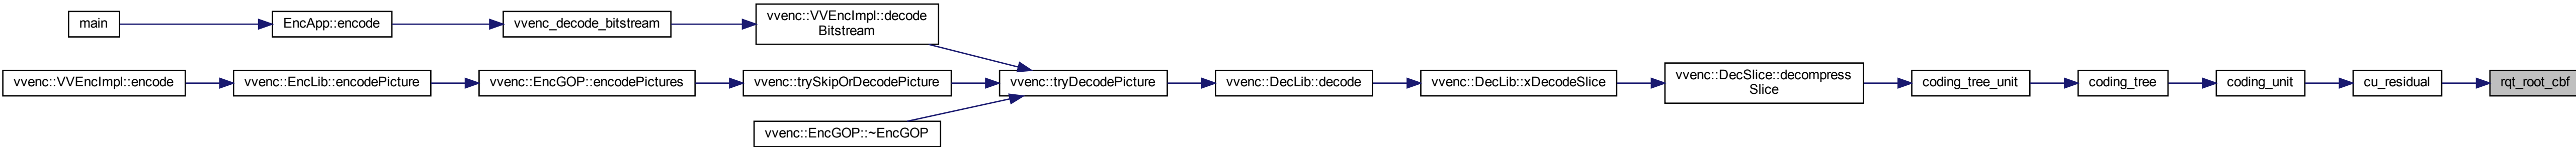 main
EncApp::encode
vvenc_decode_bitstream
vvenc::VVEncImpl::decode
Bitstream
vvenc::VVEncImpl::encode
vvenc::EncLib::encodePicture
vvenc::EncGOP::encodePictures
vvenc::trySkipOrDecodePicture
vvenc::tryDecodePicture
vvenc::DecLib::decode
vvenc::DecLib::xDecodeSlice
vvenc::DecSlice::decompress
Slice
coding_tree_unit
coding_tree
coding_unit
cu_residual
rqt_root_cbf
vvenc::EncGOP::~EncGOP